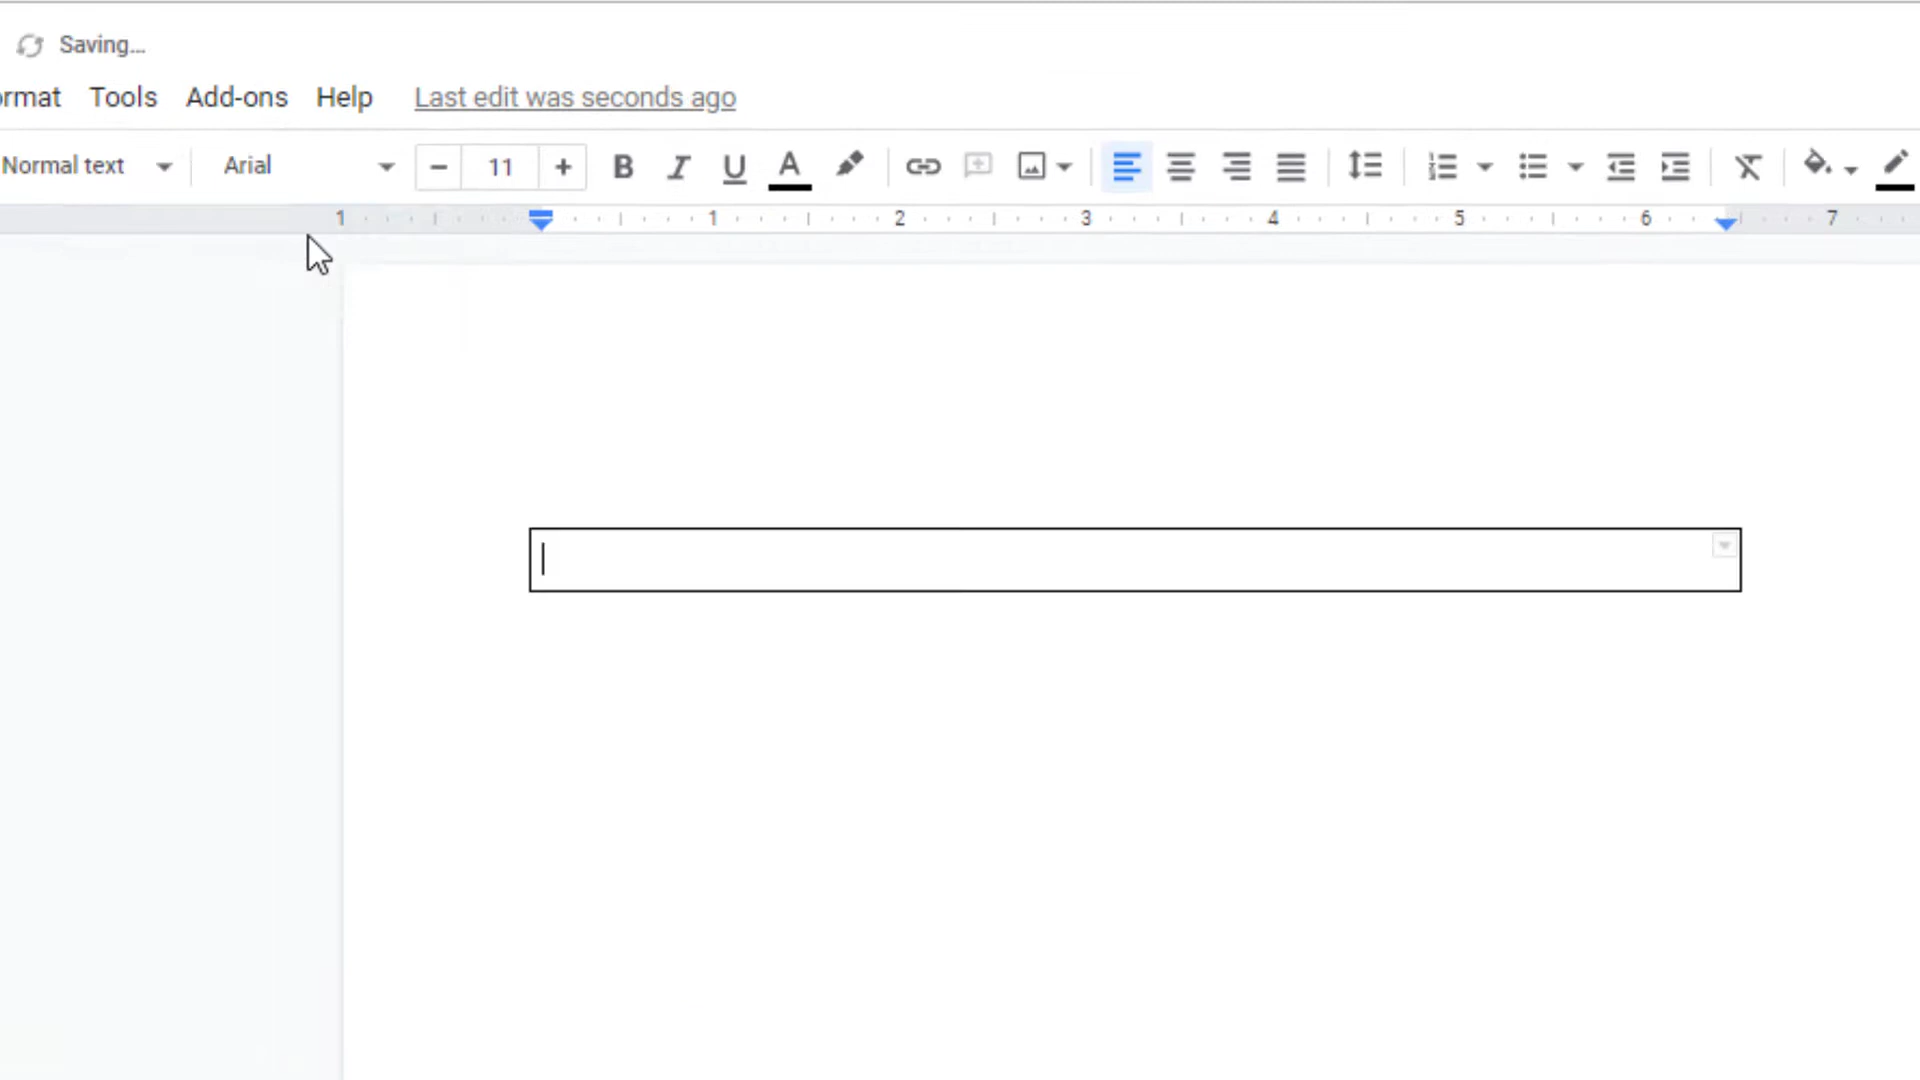 Saving...
ormat Tools Add-ons Help Last edit was seconds ago
Normal text Arial − 11 + B I U A
1 1 2 3 4 5 6 7